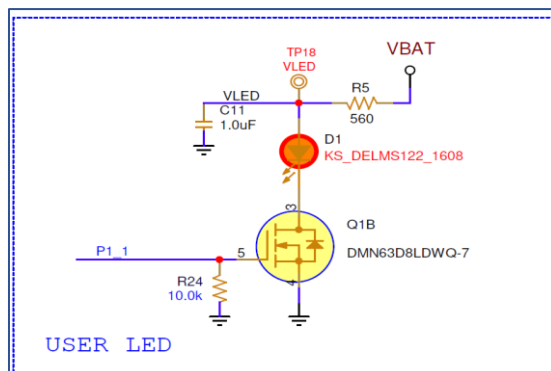 TP18
VLED
VBAT
VLED
R5
560
C11
1.0uF
D1
KS_DELMS122_1608
3
Q1B
DMN63D8LDWQ-7
P1_1
5
4
R24
10.0k
USER LED